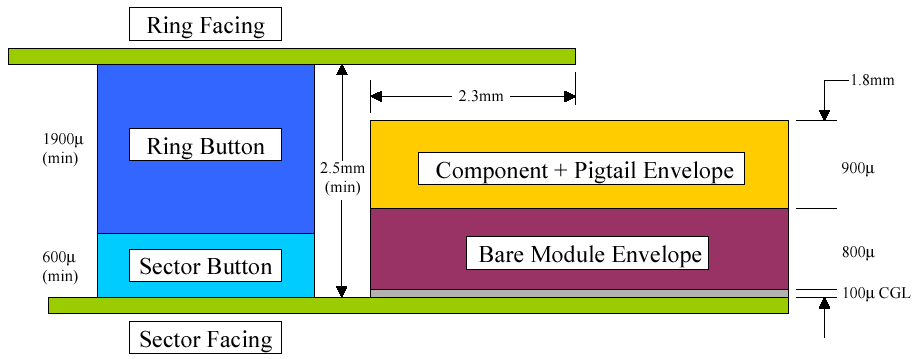 Ring Facing
1.8mm
2.3mm
1900µ
(min)
Ring Button
2.5mm
(min)
Component + Pigtail Envelope
900µ
600µ
(min)
Sector Button
Bare Module Envelope
800µ
100µ CGL
Sector Facing